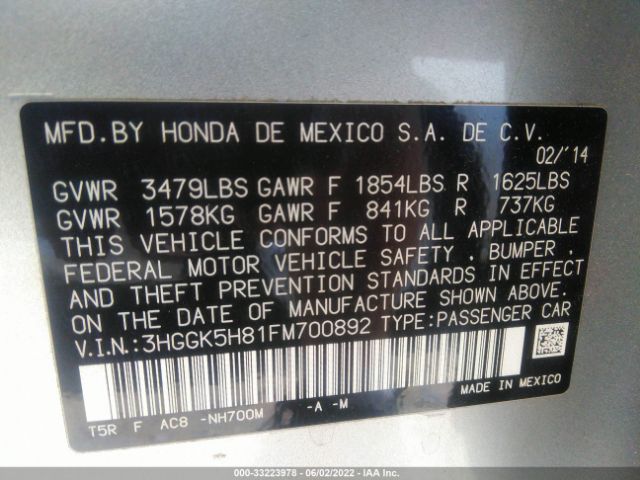 MFD.BY HONDA DE MEXICO S.A. DE C.V.
02/'14
GVWR 3479LBS GAWR F 1854LBS R 1625LBS
GVWR 1578KG GAWR F 841KG R 737KG
THIS VEHICLE CONFORMS TO ALL APPLICABLE
FEDERAL MOTOR VEHICLE SAFETY , BUMPER ,
AND THEFT PREVENTION STANDARDS IN EFFECT
ON THE DATE OF MANUFACTURE SHOWN ABOVE.
V.I.N.:3HGGK5H81FM700892 TYPE:PASSENGER CAR
MADE IN MEXICO
T5R F AC8 -NH700M -A -M
000-33223978 - 06/02/2022 - IAA Inc.